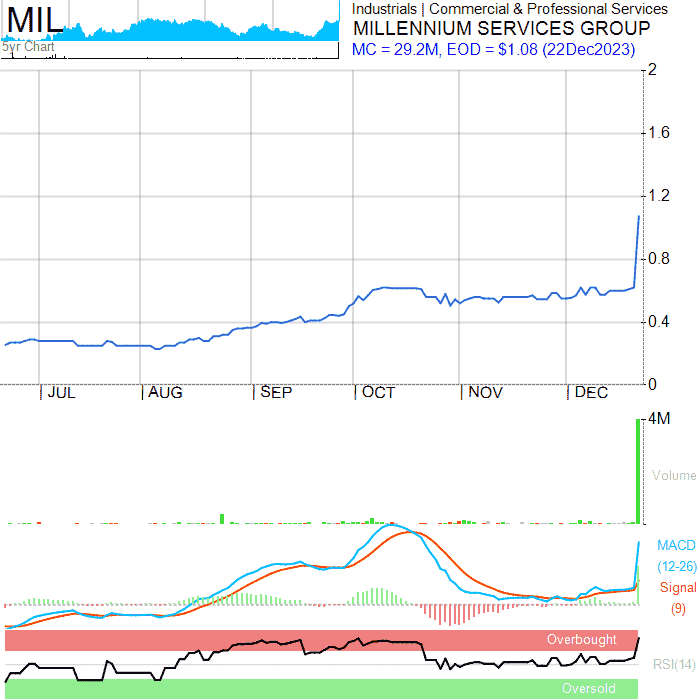 MIL
5yr Chart
Industrials | Commercial & Professional Services
MILLENNIUM SERVICES GROUP
MC = 29.2M, EOD = $1.08 (22Dec2023)
2
1.6
1.2
0.8
0.4
0
JUL AUG SEP OCT NOV DEC
4M
Volume
MACD
(12-26)
Signal
(9)
Overbought
RSI(14)
Oversold